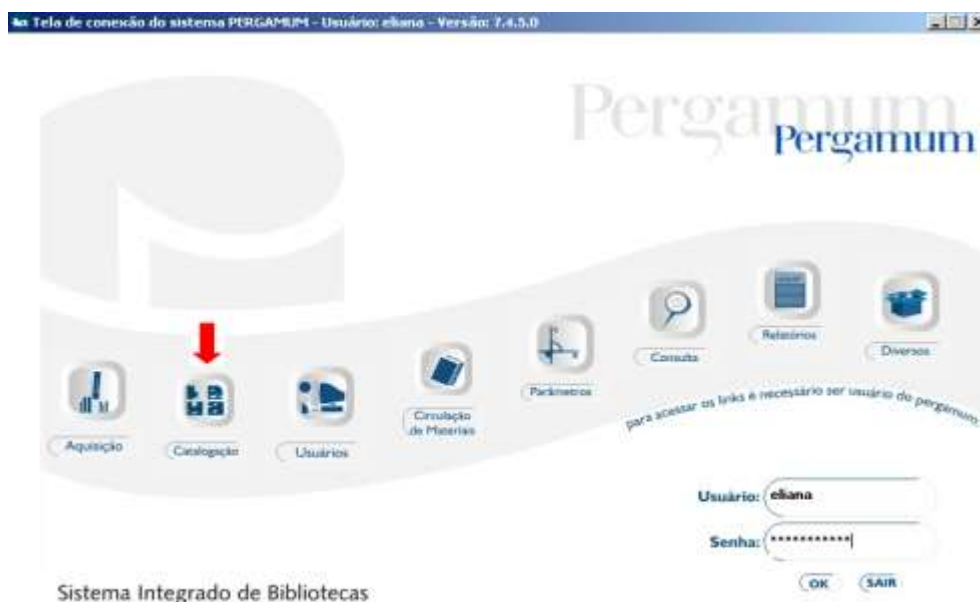 Tela de conexão do sistema PERGAMUM - Usuário: eliana - Versão: 7.4.5.0
Pergamum
Pergamum
Aquisição
Catalogação
Usuários
Circulação
de Materiais
Parâmetros
Consulta
Relatórios
Diversos
para acessar os links é necessário ser usuário do pergamum
Usuário: eliana
Senha: ***********
OK SAIR
Sistema Integrado de Bibliotecas